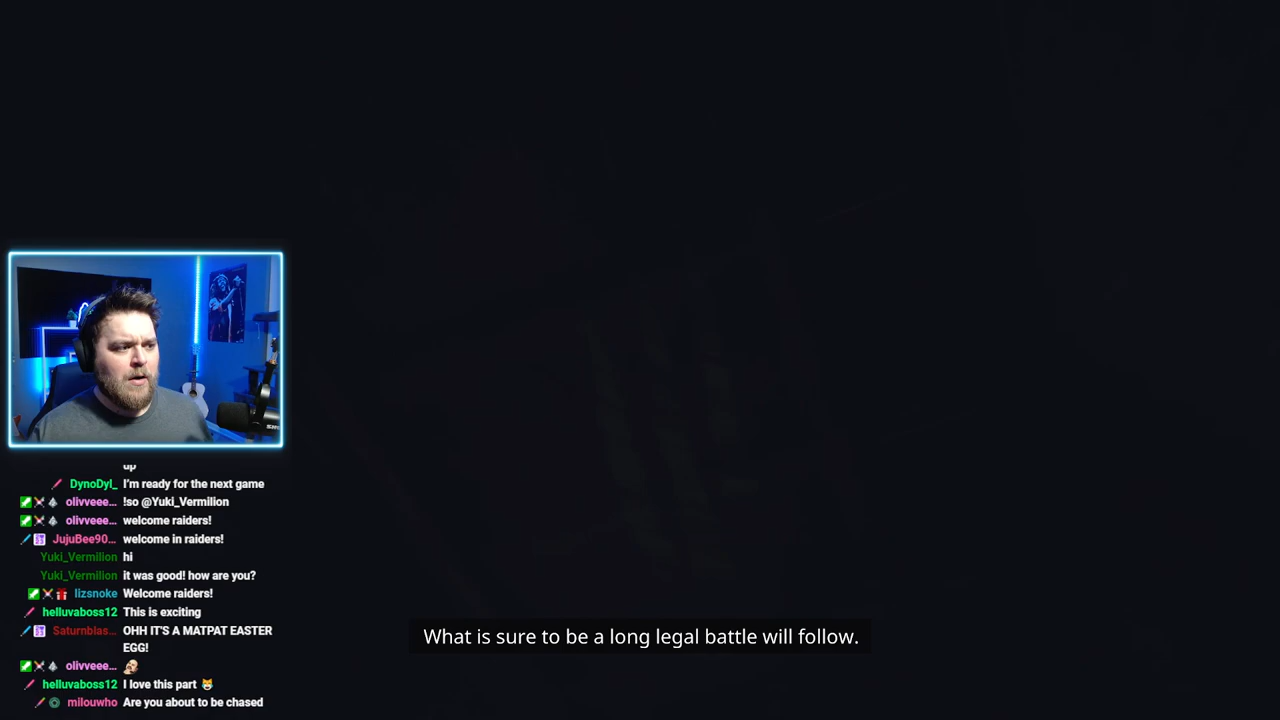 up
DynoDyl_ I'm ready for the next game
olivveee... !so @Yuki_Vermilion
olivveee... welcome raiders!
JujuBee90... welcome in raiders!
Yuki_Vermilion hi
Yuki_Vermilion it was good! how are you?
lizsnoke Welcome raiders!
helluvaboss12 This is exciting
Saturnblas... OHH IT'S A MATPAT EASTER
EGG!
olivveee...
helluvaboss12 I love this part
milouwho Are you about to be chased
What is sure to be a long legal battle will follow.